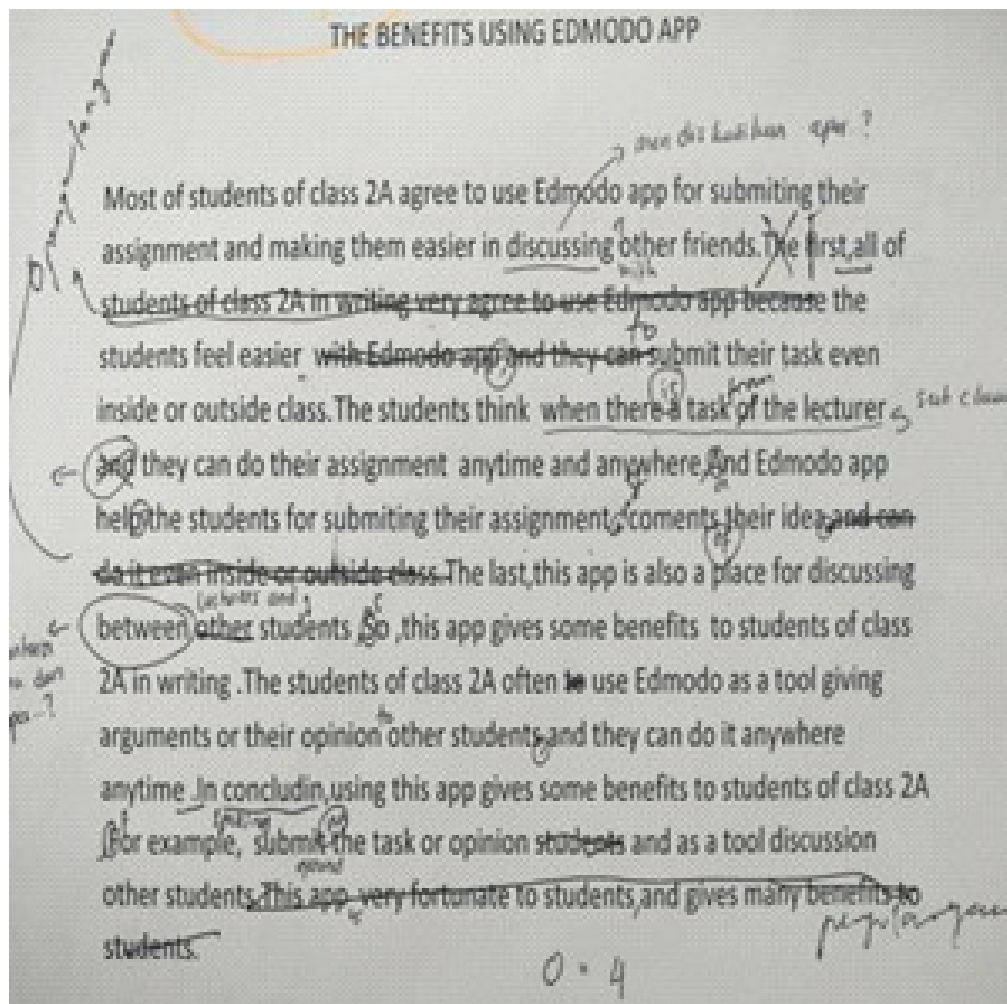 THE BENEFITS USING EDMODO APP
mendiskusikan apa ?
Most of students of class 2A agree to use Edmodo app for submiting their
assignment and making them easier in discussing other friends.The first,all of
with
students of class 2A in writing very agree to use Edmodo app because the
to
students feel easier with Edmodo app and they can submit their task even
is from
inside or outside class.The students think when there a task of the lecturer
and they can do their assignment anytime and anywhere,And Edmodo app
help the students for submiting their assignment, coments their idea, and can
of
do it even inside or outside class.The last,this app is also a place for discussing
lecturers and
between other students .So ,this app gives some benefits to students of class
2A in writing .The students of class 2A often to use Edmodo as a tool giving
to
arguments or their opinion other students,and they can do it anywhere
anytime .In concludin,using this app gives some benefits to students of class 2A
.For example, submit the task or opinion students and as a tool discussion
other students.This app very fortunate to students,and gives many benefits to
is
students.
0 . 4